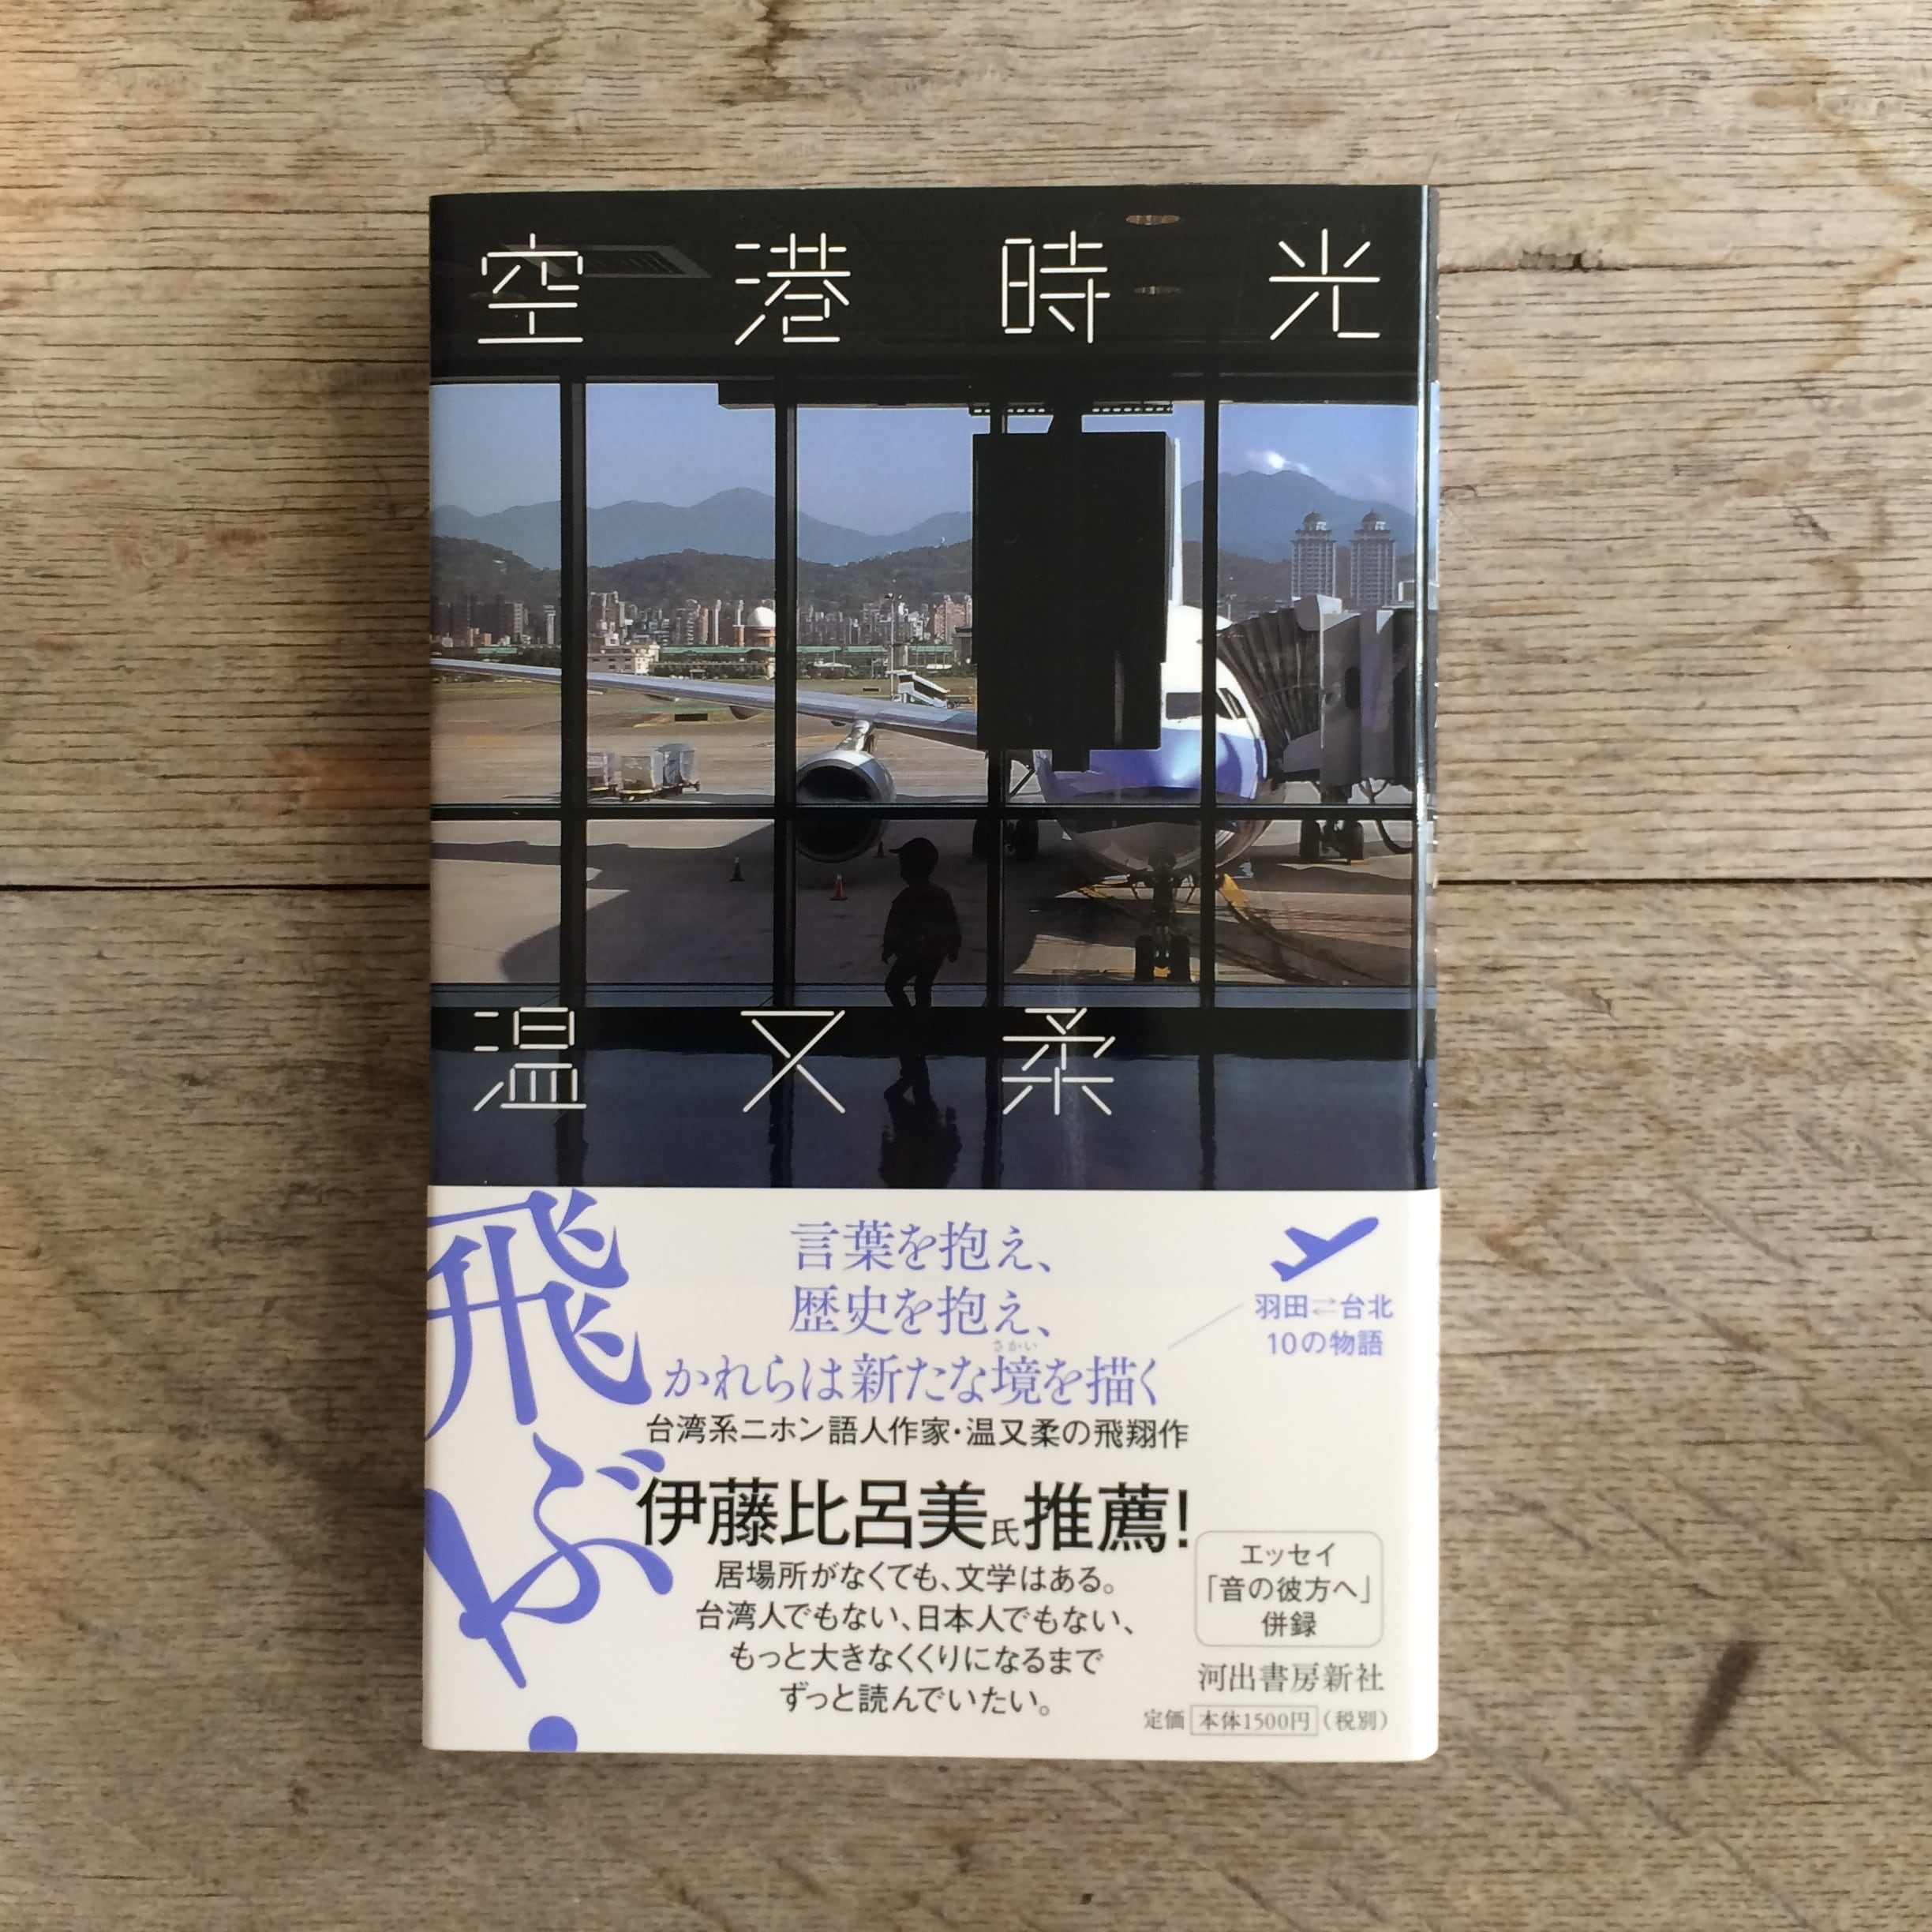 空港時光
温又柔
飛ぶや!
言葉を抱え、
歴史を抱え、
さかい
かれらは新たな境を描く
羽田⇄台北
10の物語
台湾系ニホン語人作家・温又柔の飛翔作
伊藤比呂美氏推薦!
居場所がなくても、文学はある。
台湾人でもない、日本人でもない、
もっと大きなくくりになるまで
ずっと読んでいたい。
エッセイ
「音の彼方へ」
併録
河出書房新社
定価 本体1500円（税別）